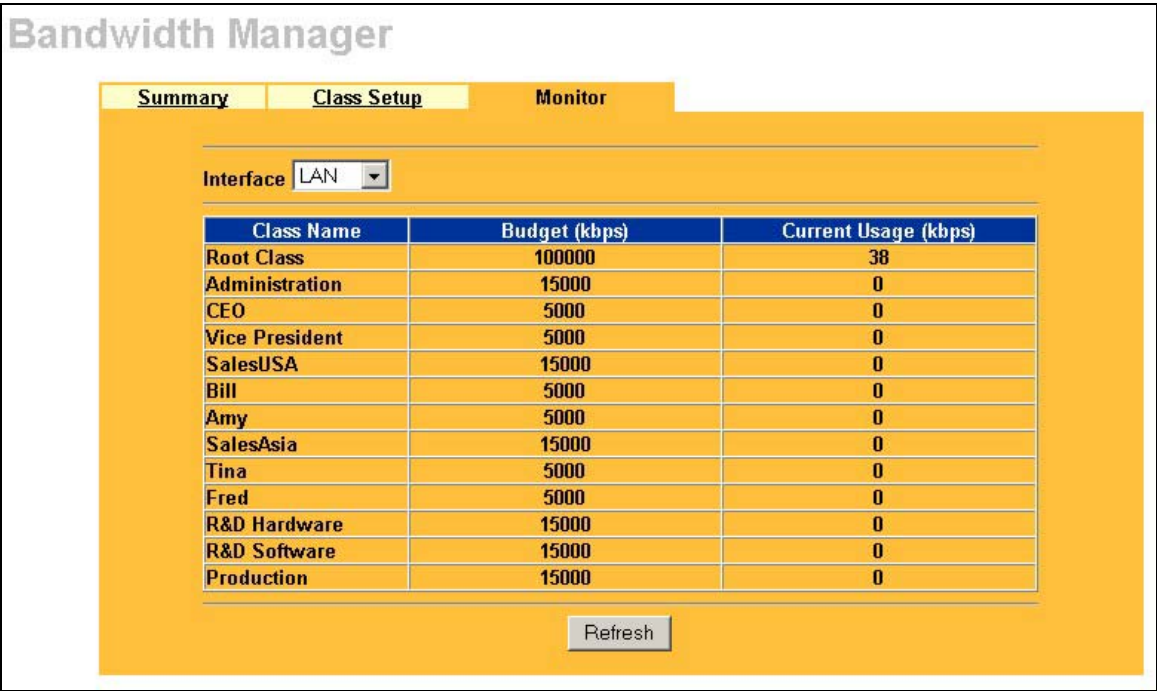 Bandwidth Manager
Summary Class Setup Monitor
Interface LAN
Class Name Budget (kbps) Current Usage (kbps)
Root Class 100000 38
Administration 15000 0
CEO 5000 0
Vice President 5000 0
SalesUSA 15000 0
Bill 5000 0
Amy 5000 0
SalesAsia 15000 0
Tina 5000 0
Fred 5000 0
R&D Hardware 15000 0
R&D Software 15000 0
Production 15000 0
Refresh